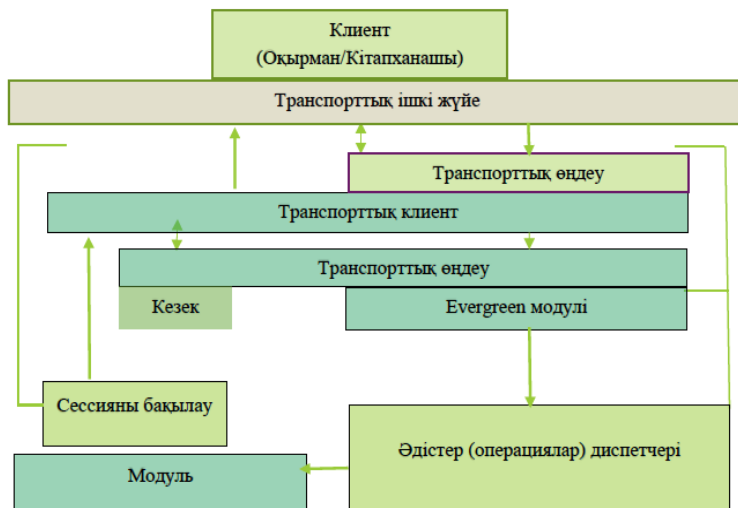 Клиент
(Оқырман/Кітапханашы)
Транспорттық ішкі жүйе
Транспорттық өңдеу
Транспорттық клиент
Транспорттық өңдеу
Кезек
Evergreen модулі
Сессияны бақылау
Әдістер (операциялар) диспетчері
Модуль